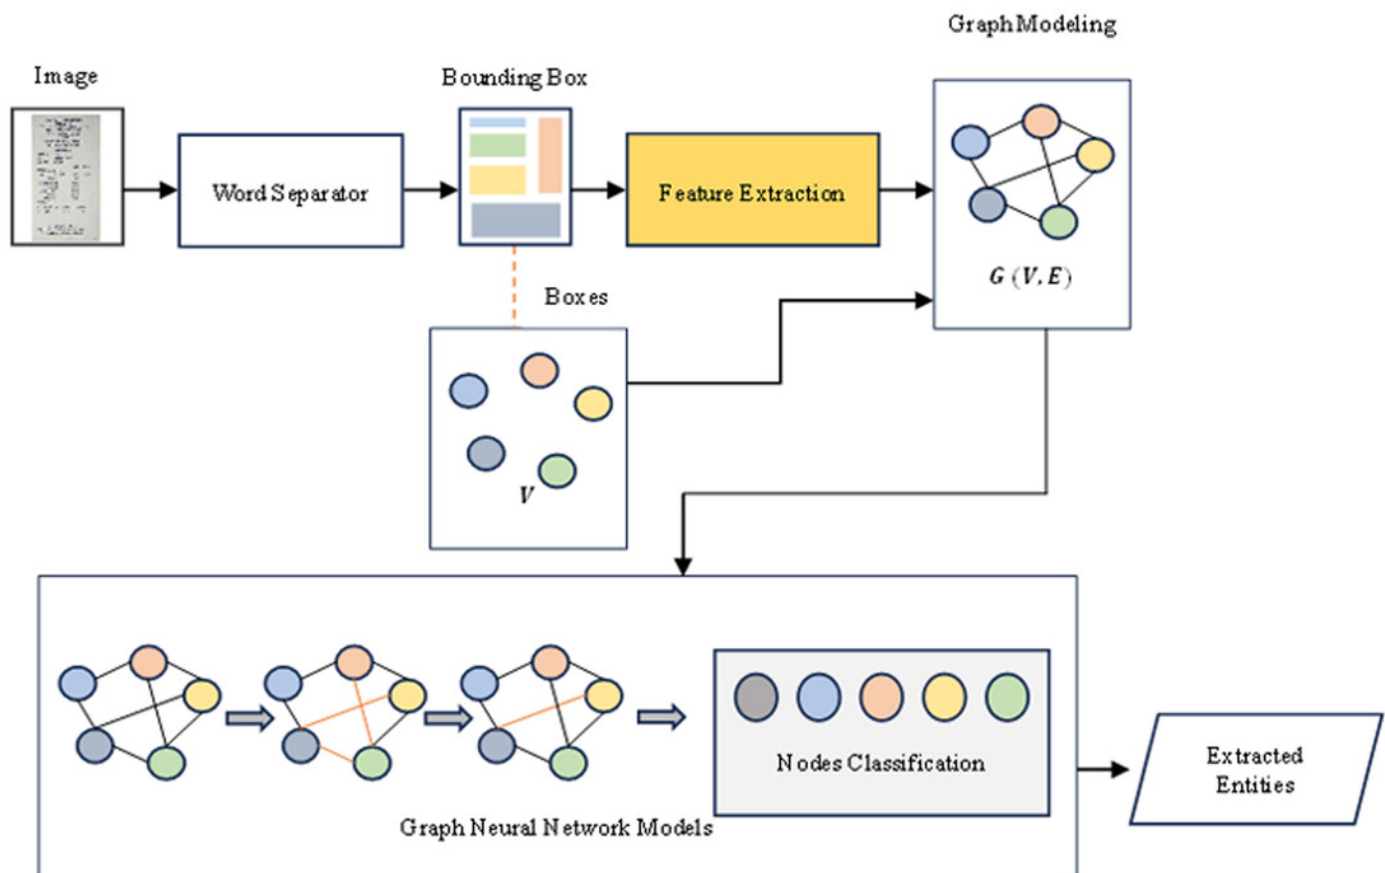 Graph Modeling
Image
Bounding Box
Word Separator
Feature Extraction
G (V, E)
Boxes
V
Nodes Classification
Graph Neural Network Models
Extracted
Entities